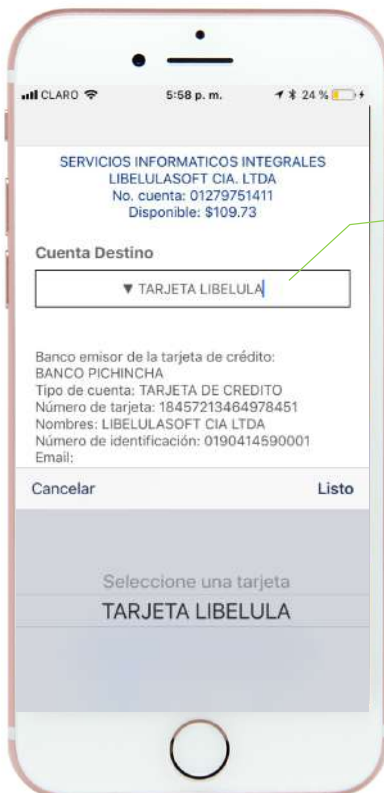 CLARO 5:58 p. m. 24 %
SERVICIOS INFORMATICOS INTEGRALES
LIBELULASOFT CIA. LTDA
No. cuenta: 01279751411
Disponible: $109.73
Cuenta Destino
▼ TARJETA LIBELULA
Banco emisor de la tarjeta de crédito:
BANCO PICHINCHA
Tipo de cuenta: TARJETA DE CREDITO
Número de tarjeta: 18457213464978451
Nombres: LIBELULASOFT CIA LTDA
Número de identificación: 0190414590001
Email:
Cancelar Listo
Seleccione una tarjeta
TARJETA LIBELULA